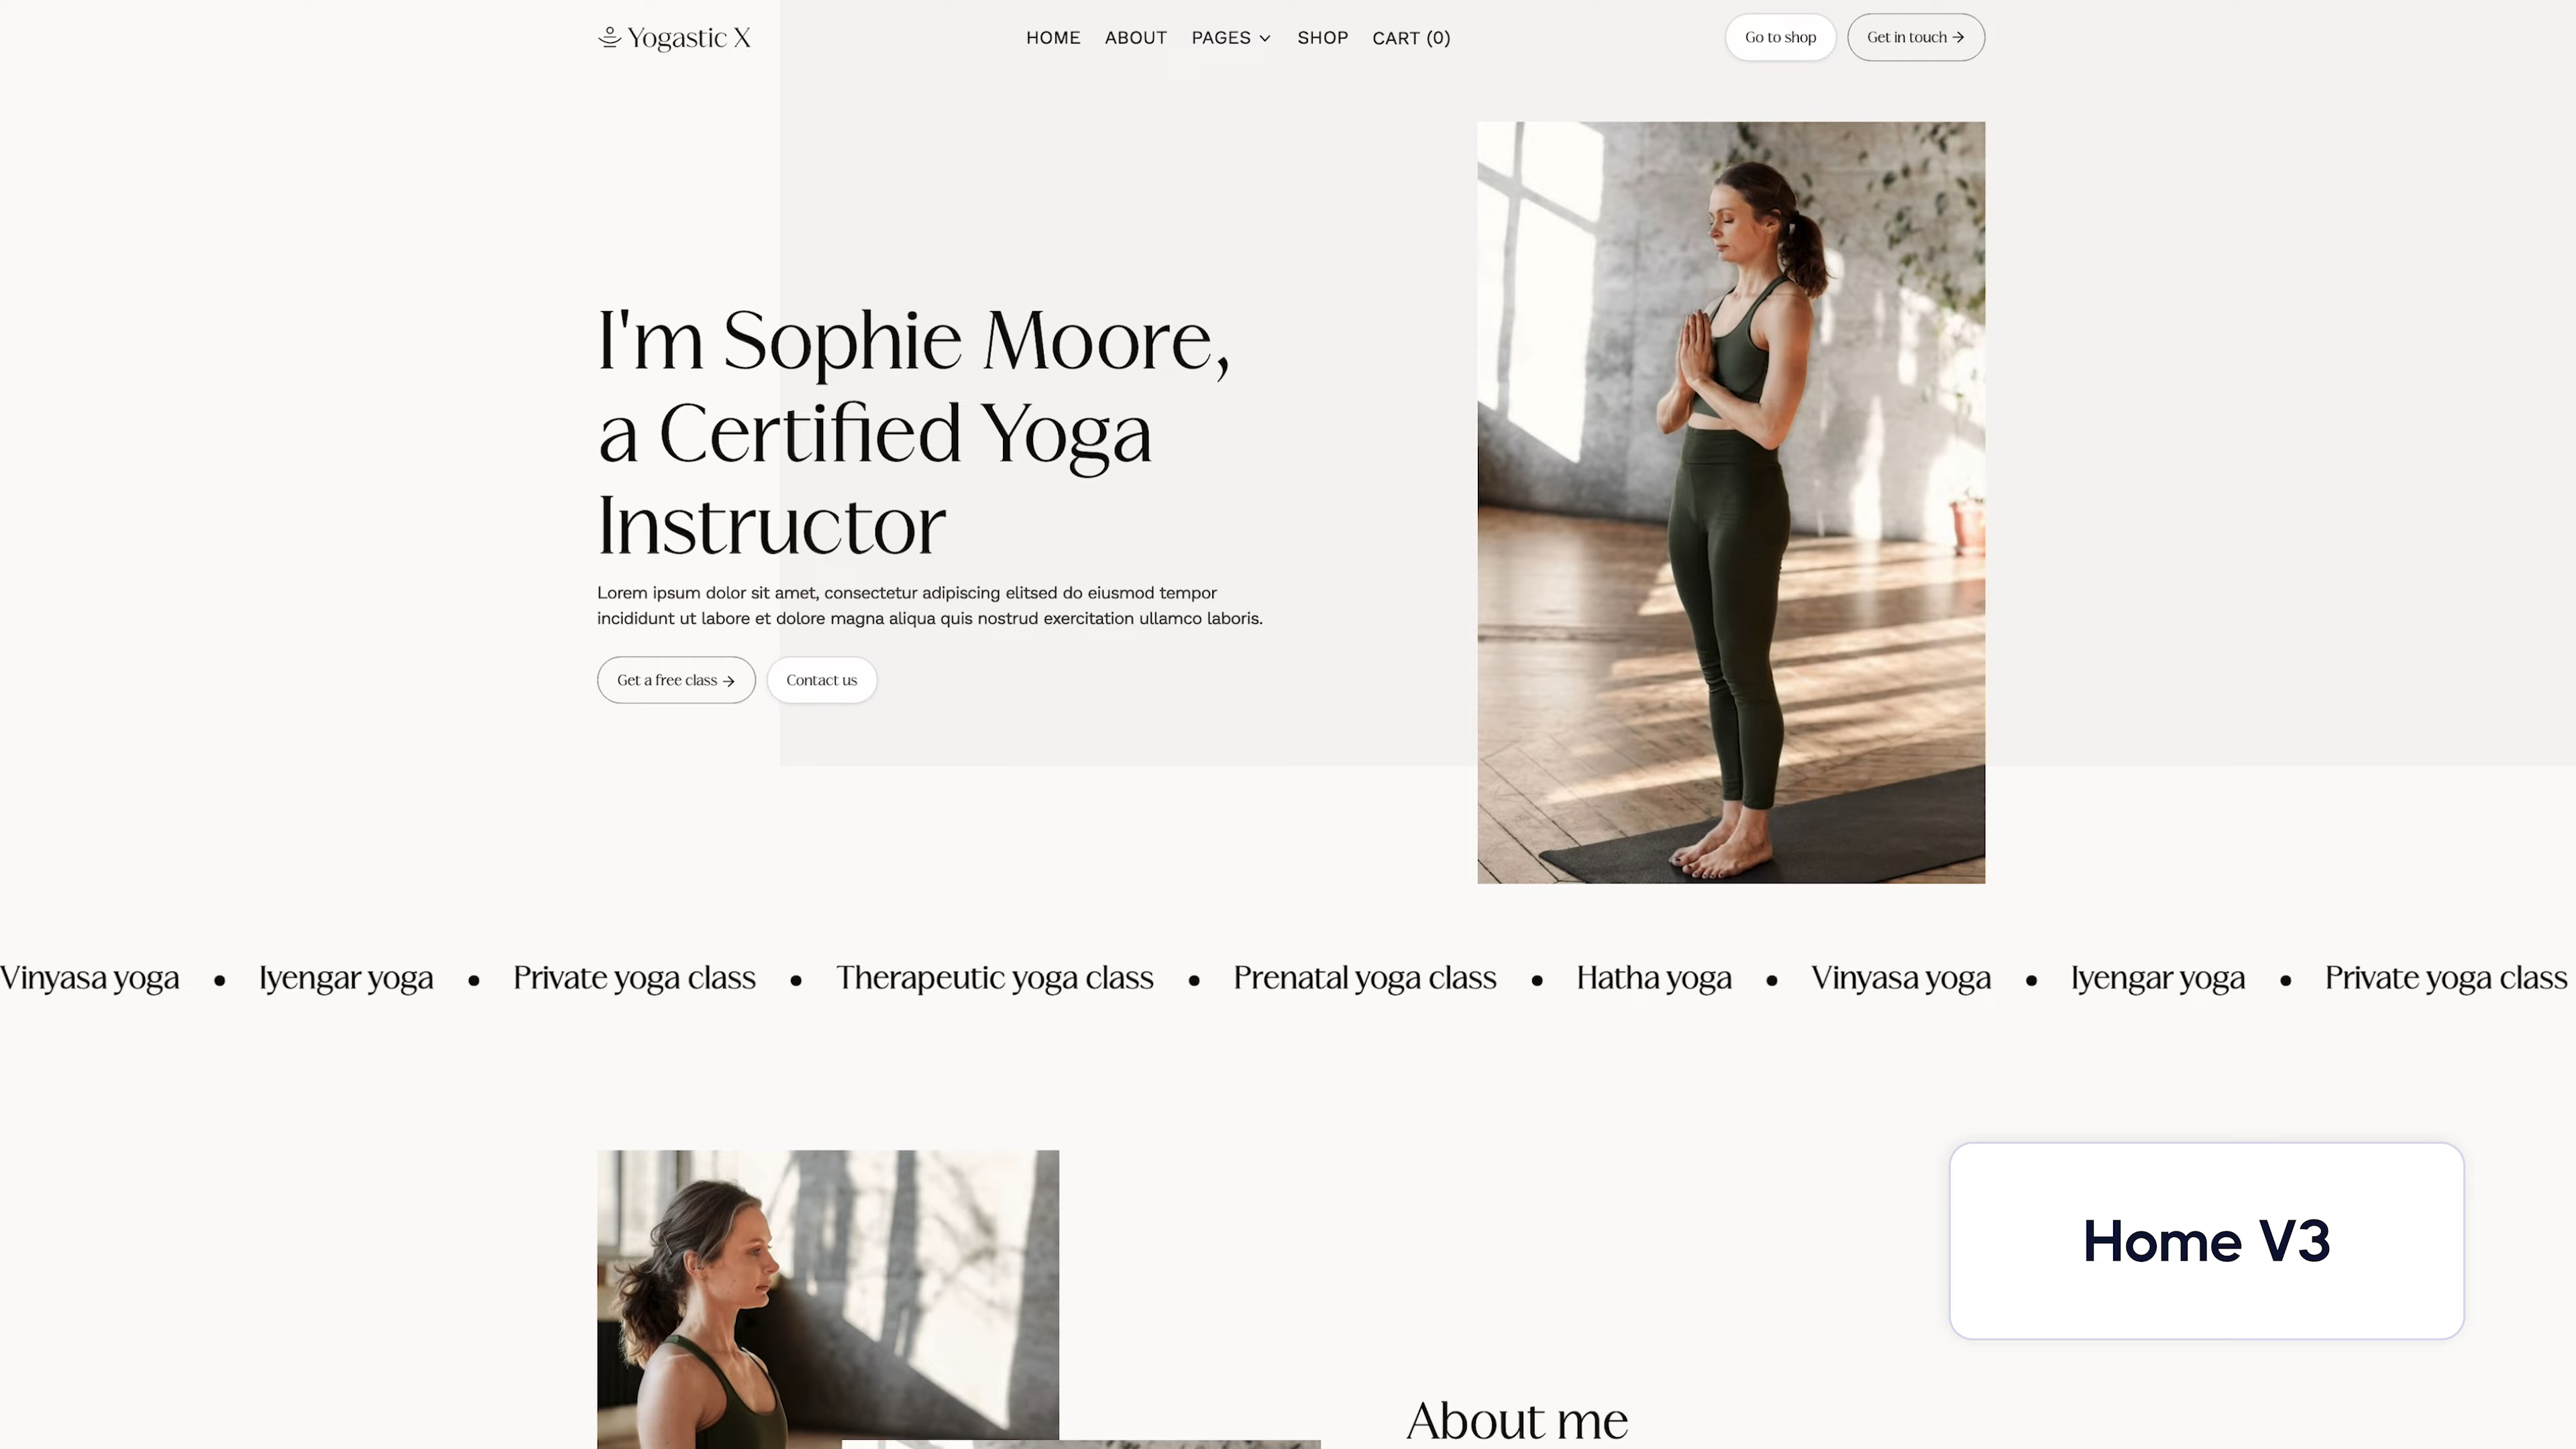 Yogastic X
HOME ABOUT PAGES SHOP CART (0)
Go to shop
Get in touch →
I'm Sophie Moore,
a Certified Yoga
Instructor
Lorem ipsum dolor sit amet, consectetur adipiscing elitsed do eiusmod tempor
incididunt ut labore et dolore magna aliqua quis nostrud exercitation ullamco laboris.
Get a free class →
Contact us
Vinyasa yoga • Iyengar yoga • Private yoga class • Therapeutic yoga class • Prenatal yoga class • Hatha yoga • Vinyasa yoga • Iyengar yoga • Private yoga class
Home V3
About me